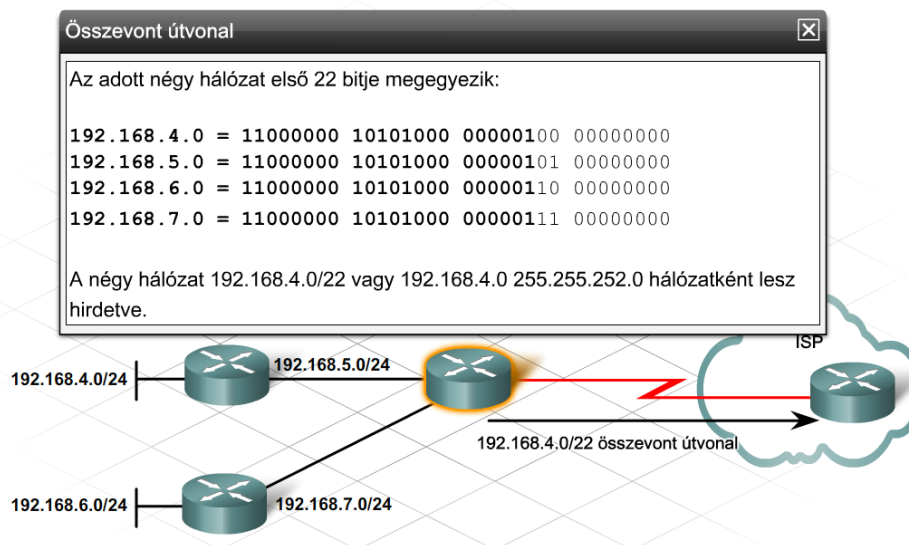 Összevont útvonal
Az adott négy hálózat első 22 bitje megegyezik:
192.168.4.0 = 11000000 10101000 00000100 00000000
192.168.5.0 = 11000000 10101000 00000101 00000000
192.168.6.0 = 11000000 10101000 00000110 00000000
192.168.7.0 = 11000000 10101000 00000111 00000000
A négy hálózat 192.168.4.0/22 vagy 192.168.4.0 255.255.252.0 hálózatként lesz
hirdetve.
ISP
192.168.5.0/24
192.168.4.0/24
192.168.4.0/22 összevont útvonal
192.168.6.0/24
192.168.7.0/24